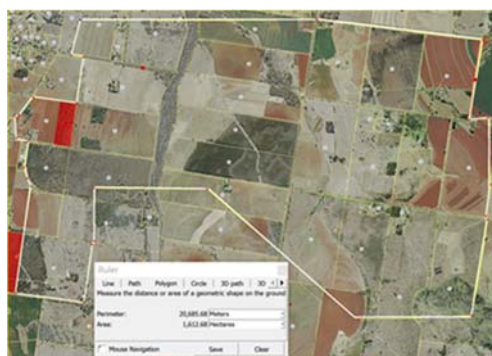 Ruler
Line Path Polygon Circle 3D path 3D
Measure the distance or area of a geometric shape on the ground
Perimeter: 20,685.68 Meters
Area: 1,612.68 Hectares
Mouse Navigation Save Clear